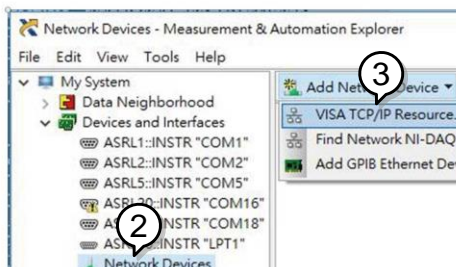 Network Devices - Measurement & Automation Explorer
File Edit View Tools Help
My System
Data Neighborhood
Devices and Interfaces
ASRL1::INSTR "COM1"
ASRL2::INSTR "COM2"
ASRL5::INSTR "COM5"
::INSTR "COM16"
INSTR "COM18"
INSTR "LPT1"
Network Devices
2
3
Add Device
VISA TCP/IP Resource.
Find Network NI-DAQ
Add GPIB Ethernet De